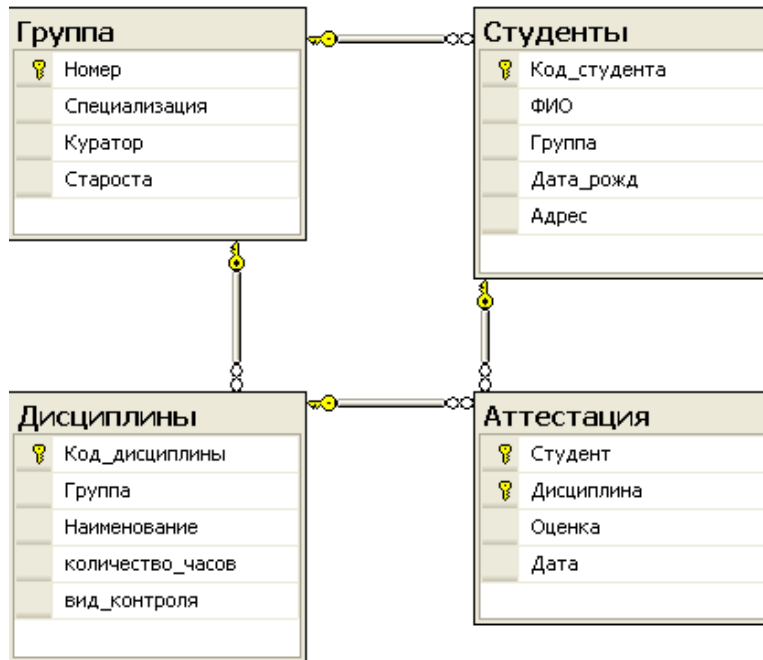 Группа
Номер
Специализация
Куратор
Староста
Студенты
Код_студента
ФИО
Группа
Дата_рожд
Адрес
Дисциплины
Код_дисциплины
Группа
Наименование
количество_часов
вид_контроля
Аттестация
Студент
Дисциплина
Оценка
Дата